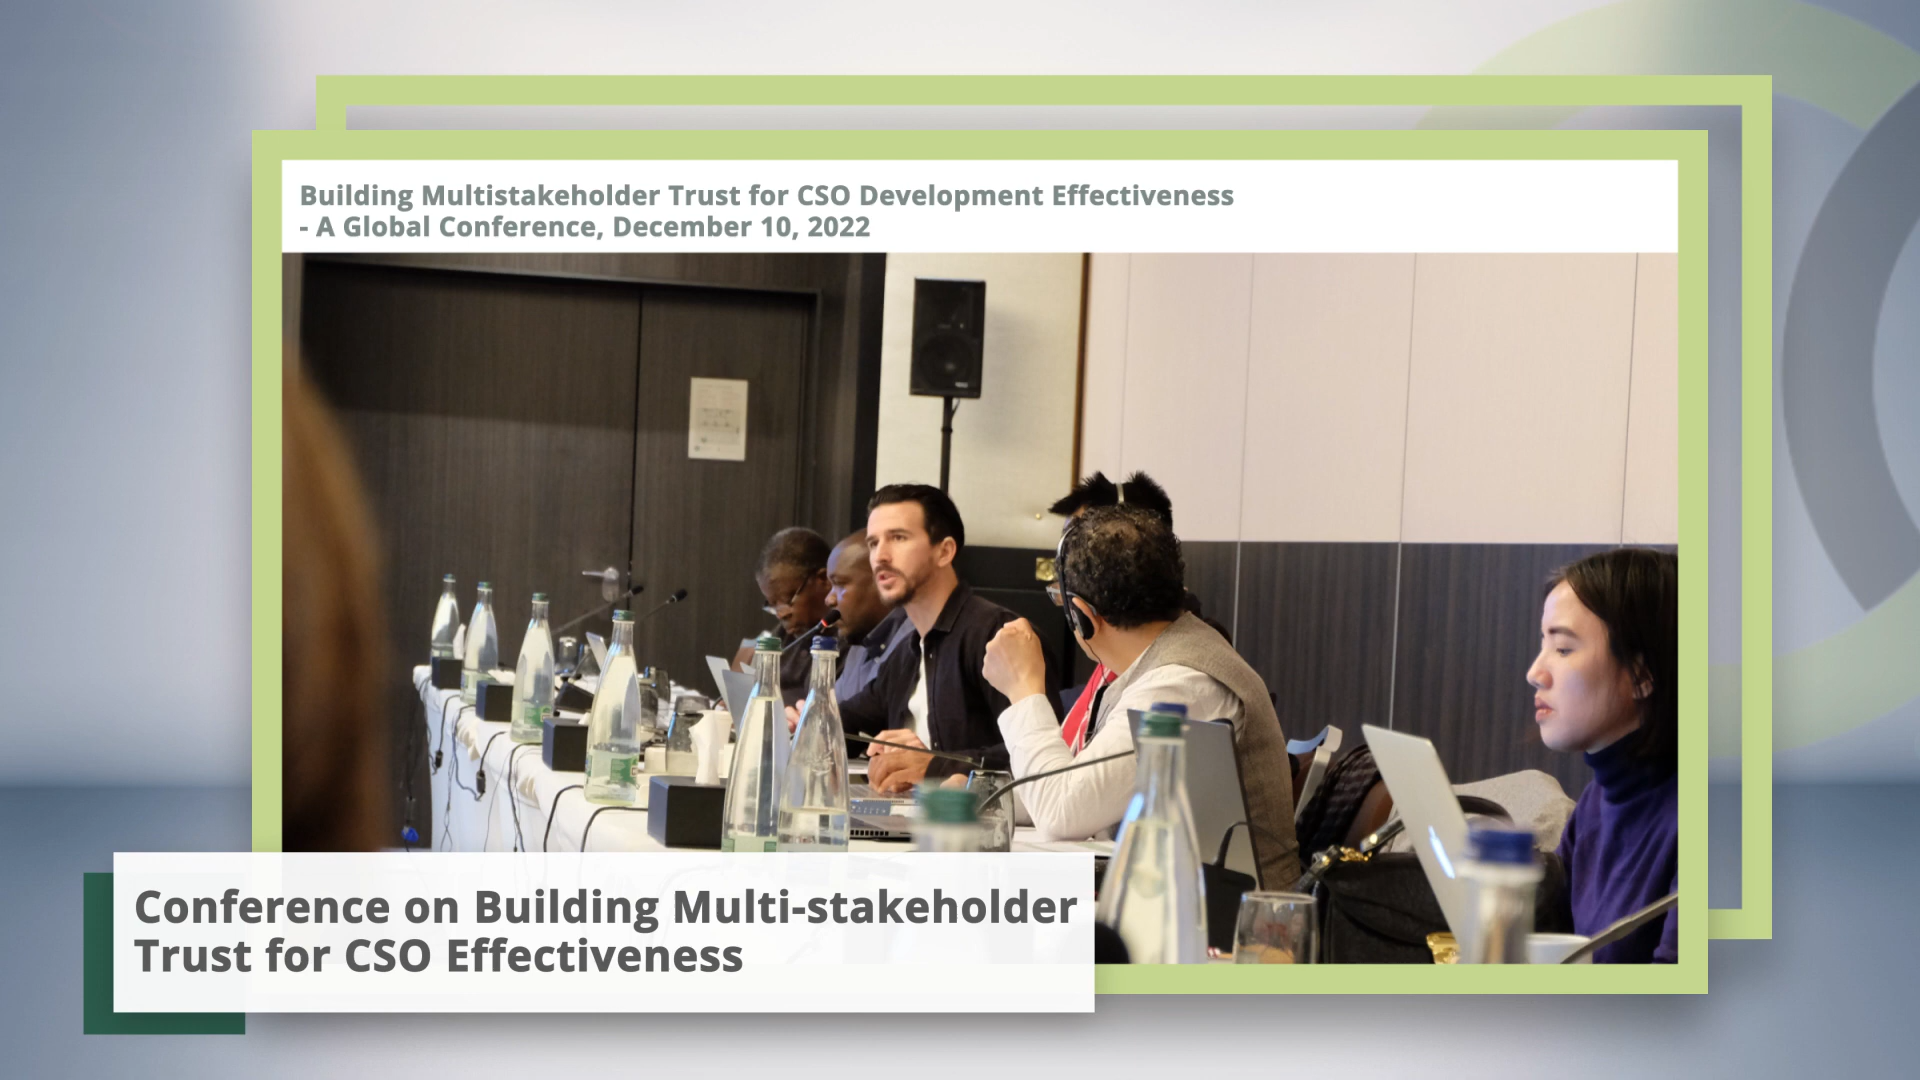 Building Multistakeholder Trust for CSO Development Effectiveness
- A Global Conference, December 10, 2022
Conference on Building Multi-stakeholder
Trust for CSO Effectiveness